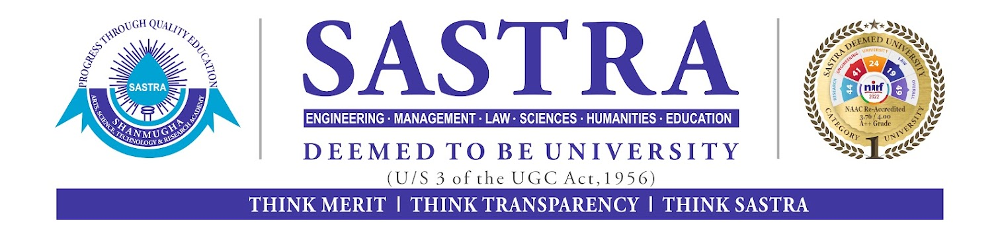 PROGRESS THROUGH QUALITY EDUCATION
SASTRA
SHANMUGHA
ARTS, SCIENCE, TECHNOLOGY & RESEARCH ACADEMY
SASTRA
ENGINEERING · MANAGEMENT · LAW · SCIENCES · HUMANITIES · EDUCATION
DEEMED TO BE UNIVERSITY
(U/S 3 of the UGC Act,1956)
THINK MERIT | THINK TRANSPARENCY | THINK SASTRA
SASTRA DEEMED UNIVERSITY
RESEARCH ENGINEERING UNIVERSITY LAW OVERALL
44 41 24 19 49
nirf
2022
NAAC Re-Accredited
3.76 / 4.00
A++ Grade
CATEGORY 1 UNIVERSITY